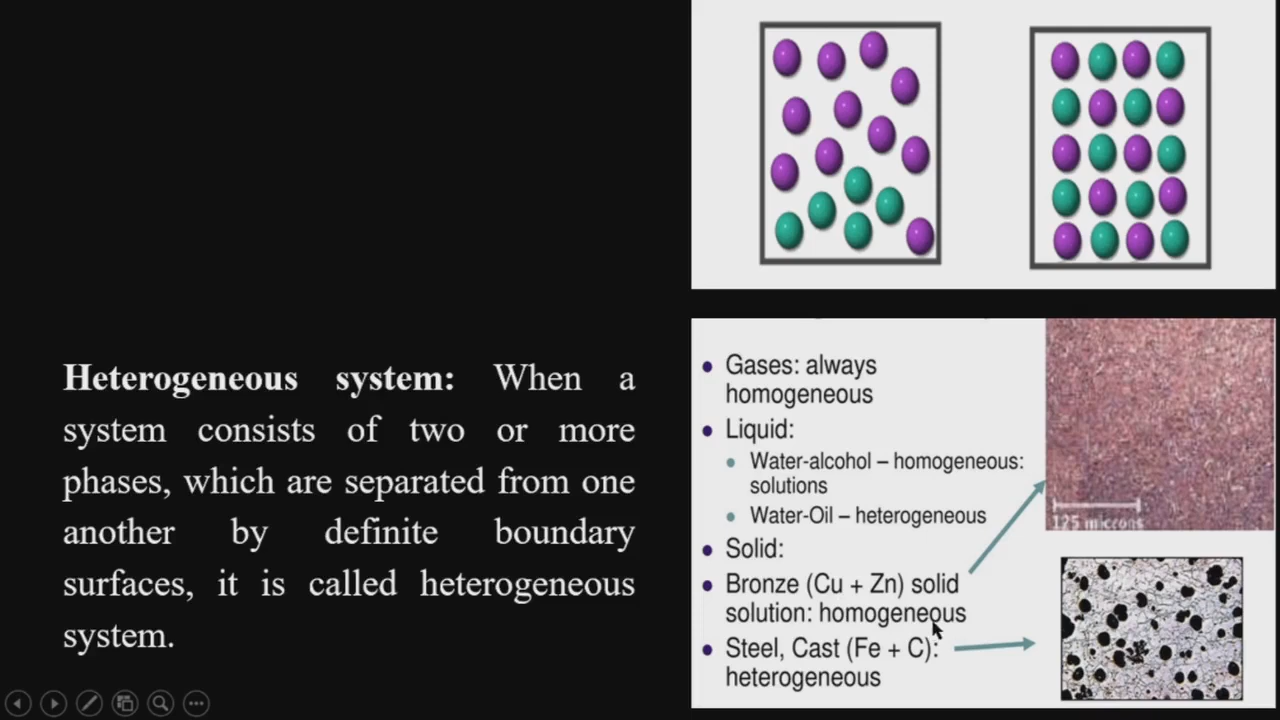 Heterogeneous system: When a
system consists of two or more
phases, which are separated from one
another by definite boundary
surfaces, it is called heterogeneous
system.
Gases: always
homogeneous
Liquid:
Water-alcohol – homogeneous:
solutions
Water-Oil – heterogeneous
Solid:
Bronze (Cu + Zn) solid
solution: homogeneous
Steel, Cast (Fe + C):
heterogeneous
125 microns